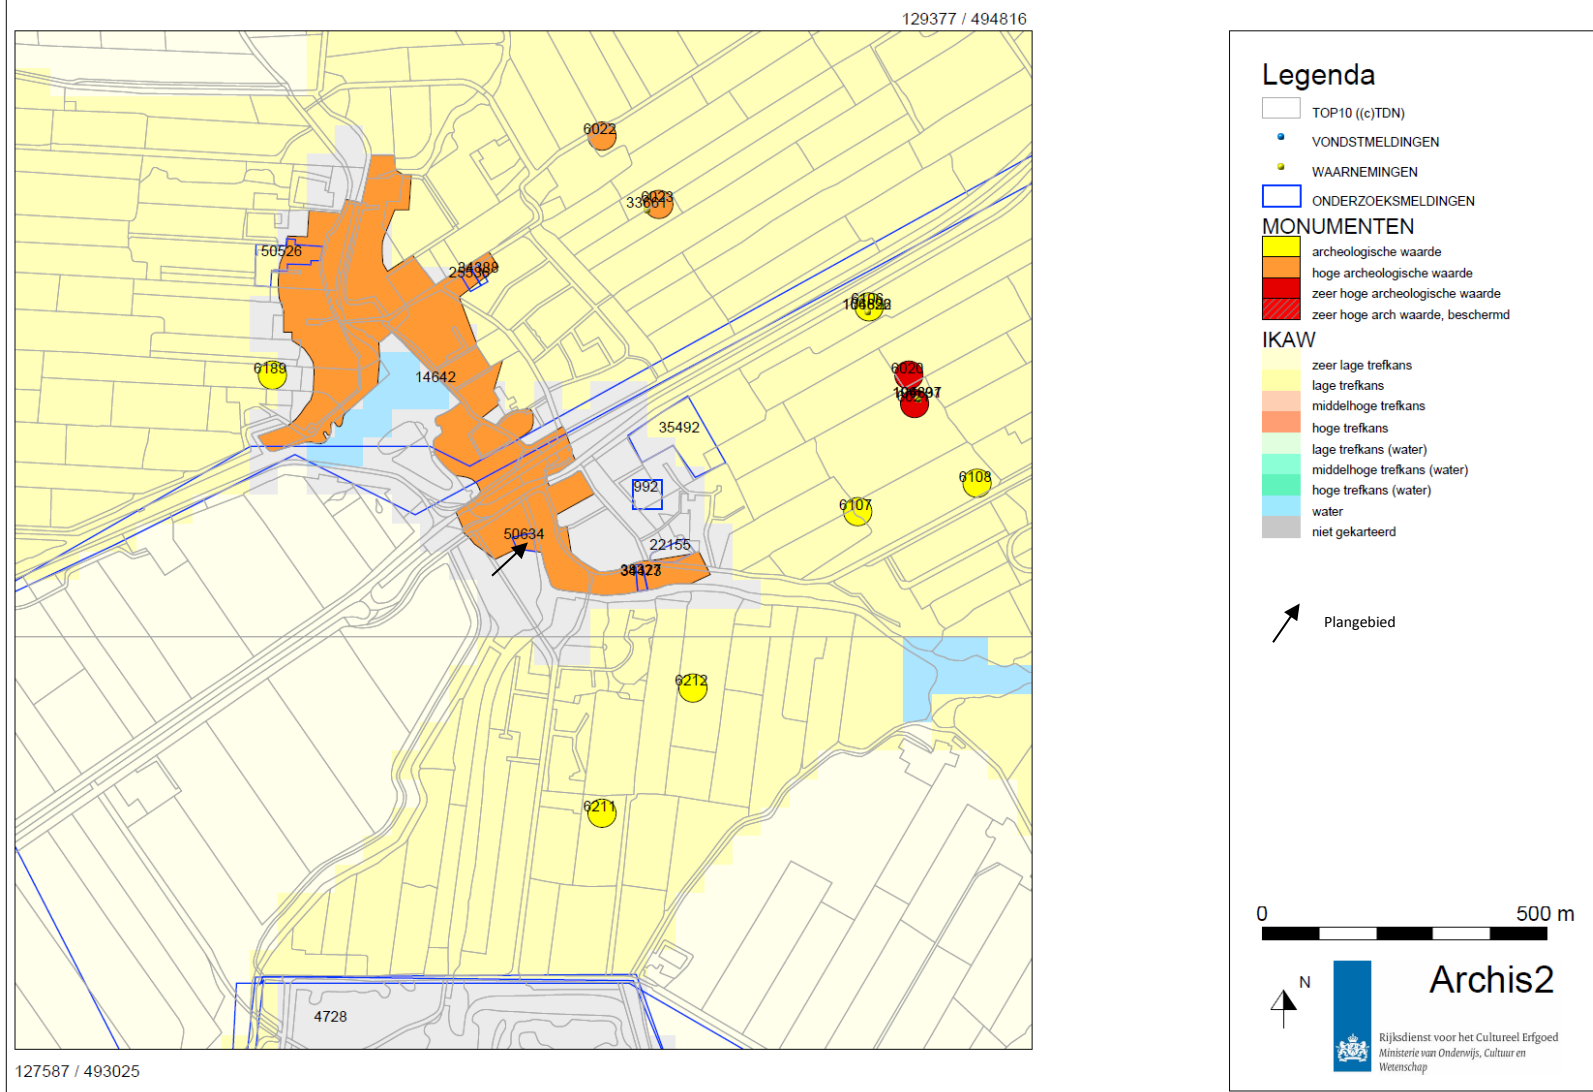 129377 / 494816
6022
6023
33661
50526
6106
6189
14642
6020
35492
992
6108
6107
50634
22155
6212
6211
4728
127587 / 493025
Legenda
TOP10 ((c)TDN)
VONDSTMELDINGEN
WAARNEMINGEN
ONDERZOEKSMELDINGEN
MONUMENTEN
archeologische waarde
hoge archeologische waarde
zeer hoge archeologische waarde
zeer hoge arch waarde, beschermd
IKAW
zeer lage trefkans
lage trefkans
middelhoge trefkans
hoge trefkans
lage trefkans (water)
middelhoge trefkans (water)
hoge trefkans (water)
water
niet gekarteerd
Plangebied
0 500 m
N
Archis2
Rijksdienst voor het Cultureel Erfgoed
Ministerie van Onderwijs, Cultuur en
Wetenschap